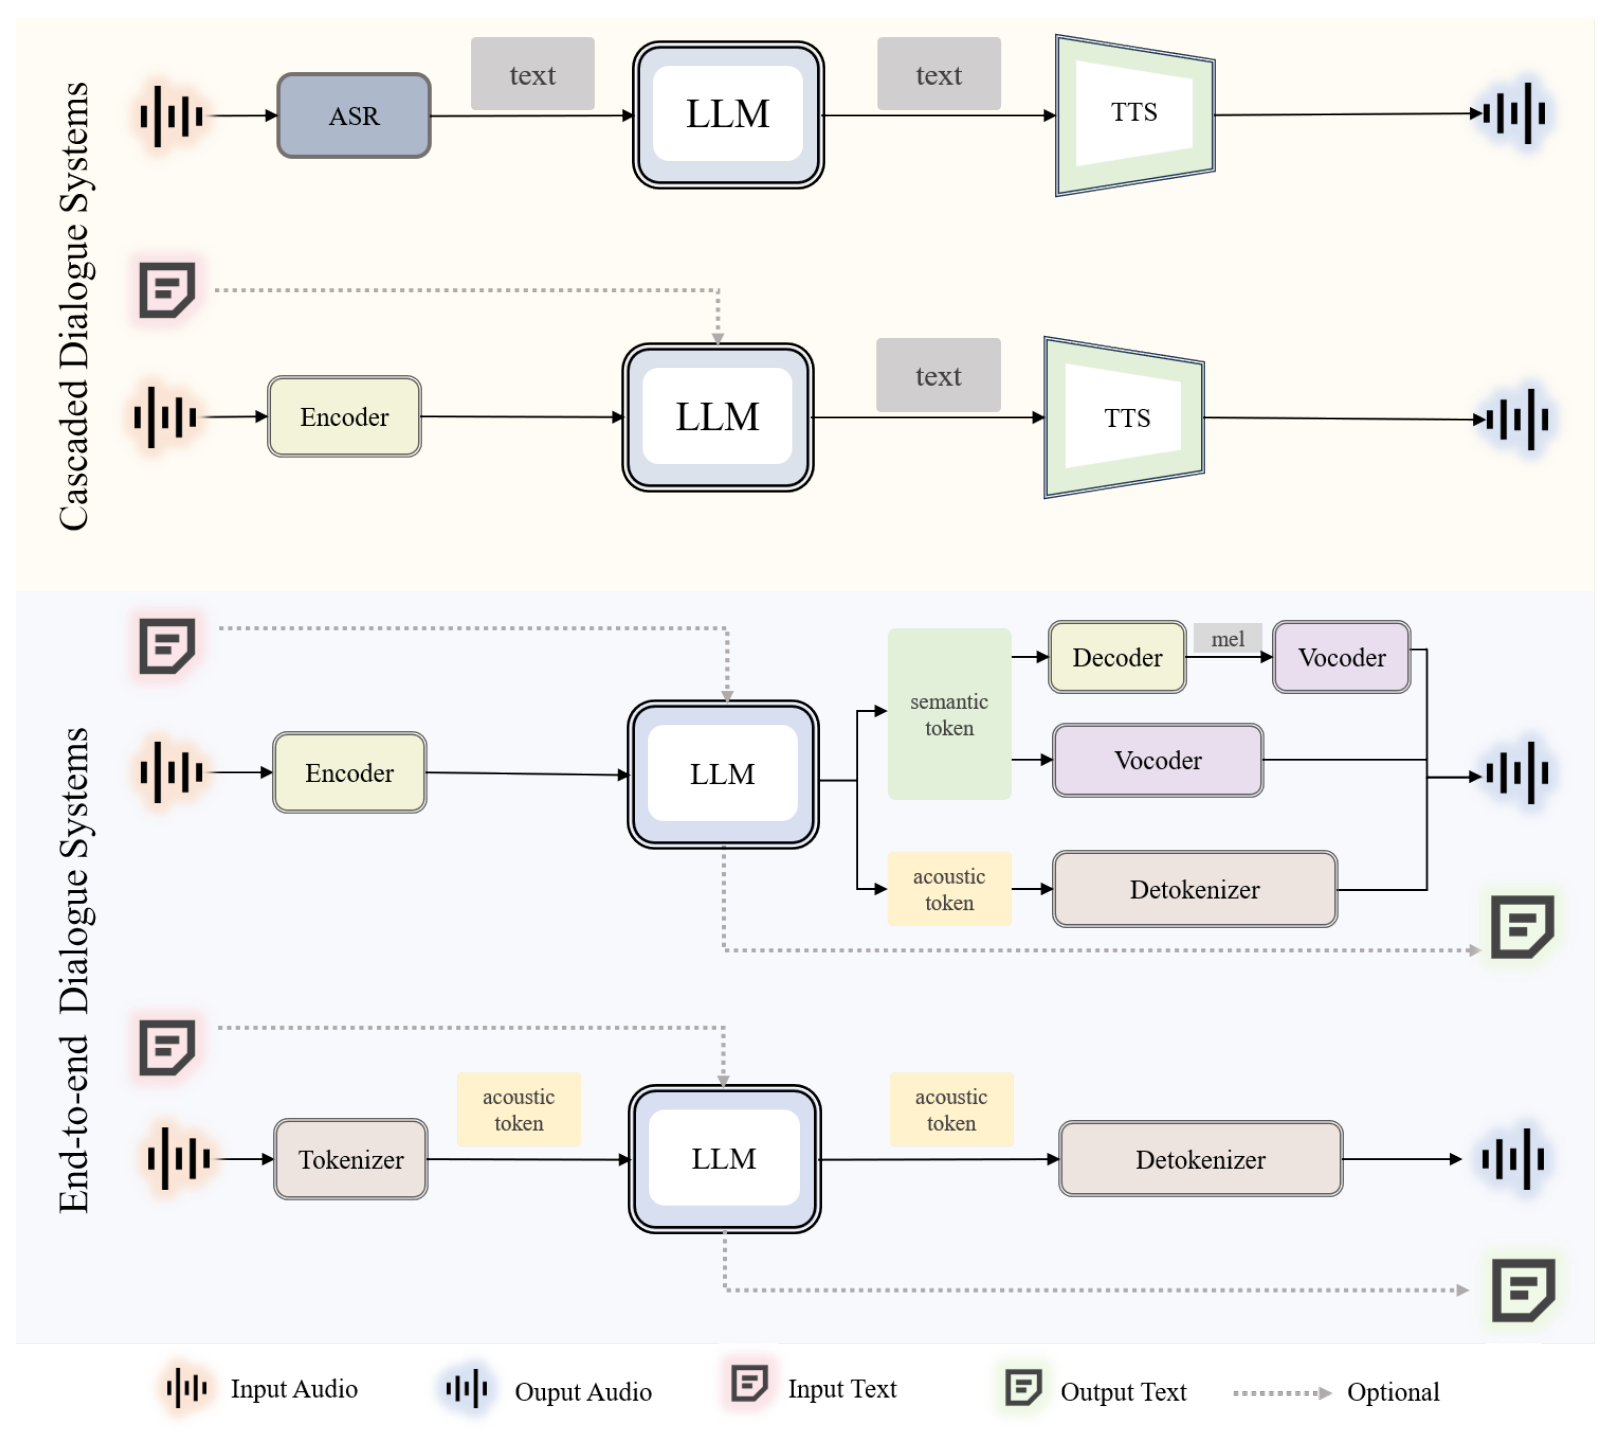 Cascaded Dialogue Systems
ASR
text
LLM
text
TTS
Encoder
LLM
text
TTS
End-to-end Dialogue Systems
Encoder
LLM
semantic
token
Decoder
mel
Vocoder
Vocoder
acoustic
token
Detokenizer
Tokenizer
acoustic
token
LLM
acoustic
token
Detokenizer
Input Audio
Ouput Audio
Input Text
Output Text
Optional